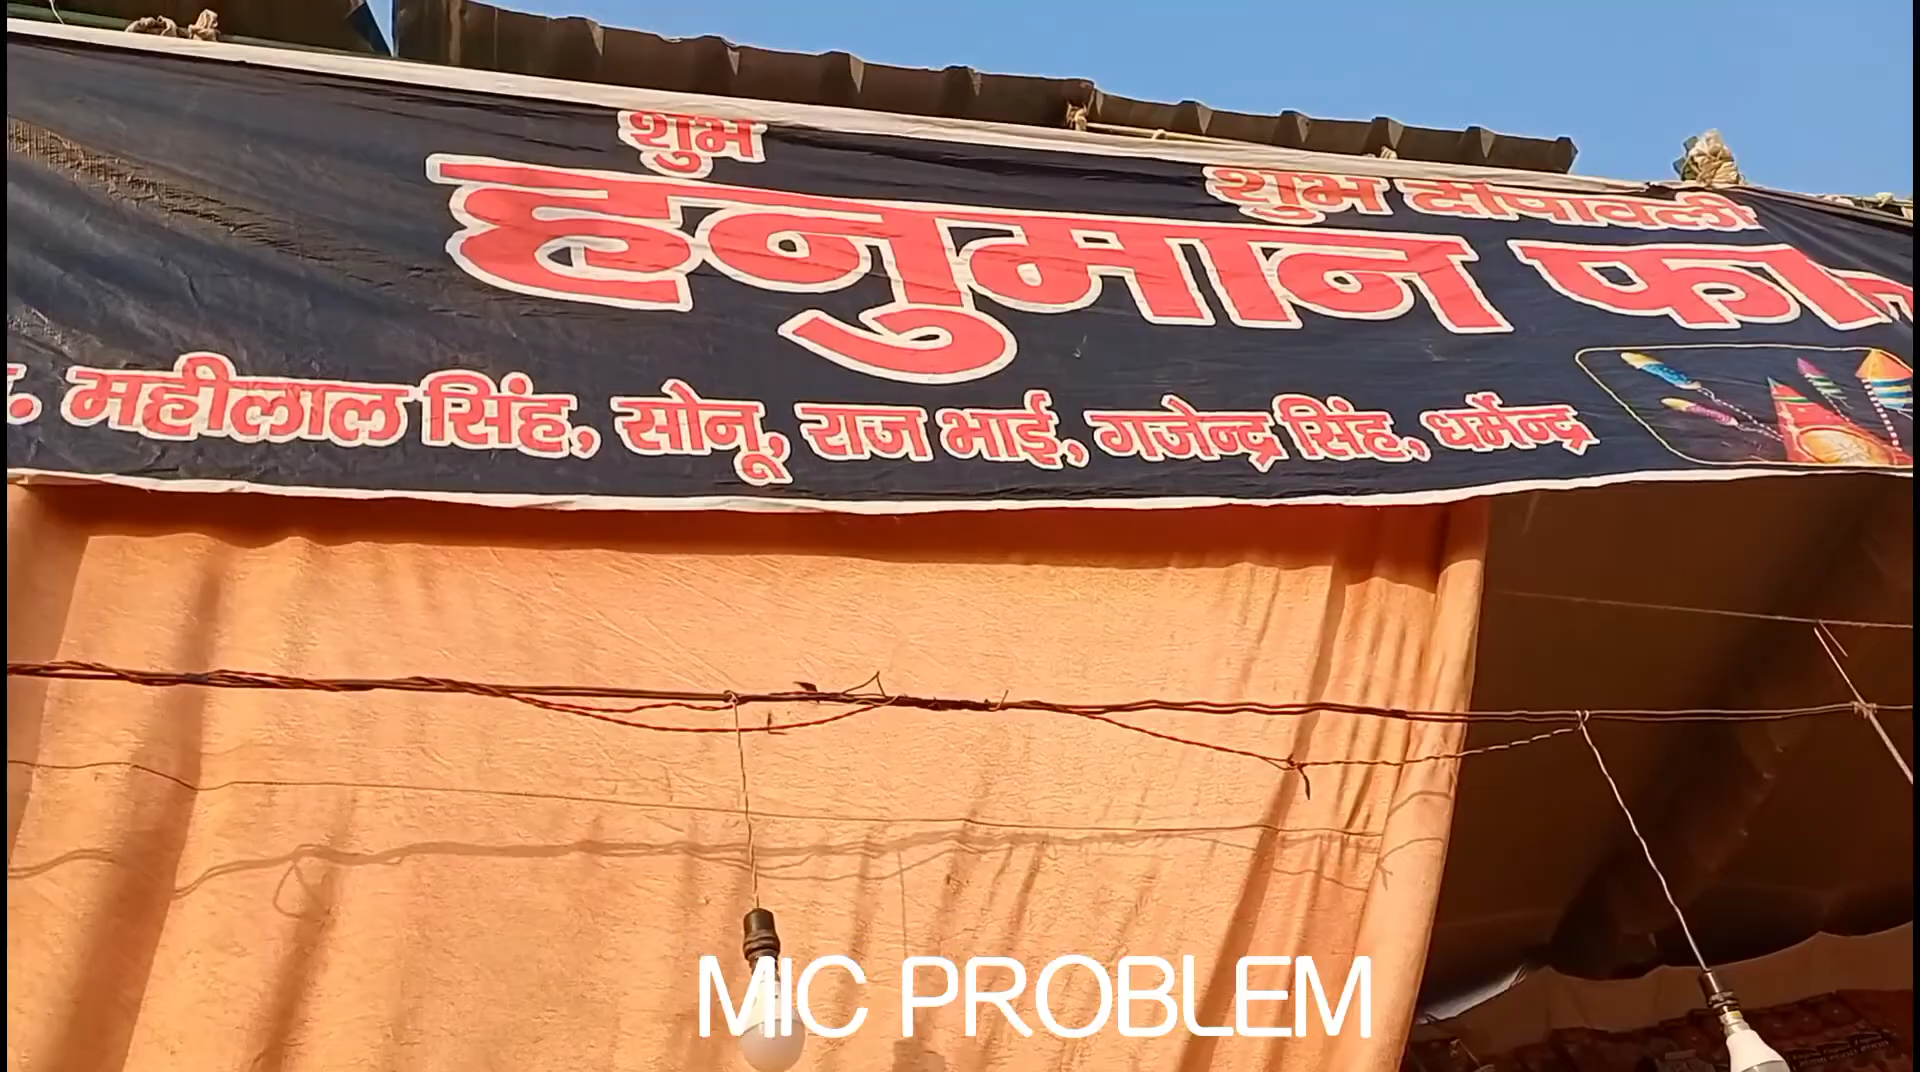 शुभ
शुभ दीपावली
हनुमान फा
महीलाल सिंह, सोनू, राज भाई, गजेन्द्र सिंह, धर्मेन्द्र
MIC PROBLEM